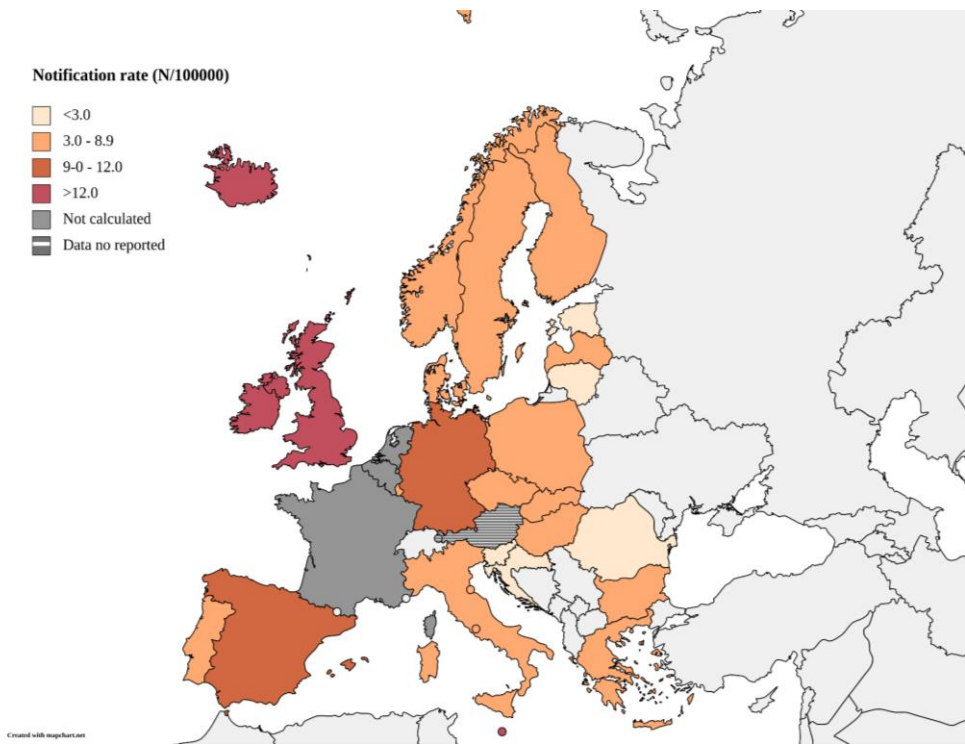 Notification rate (N/100000)
<3.0
3.0 - 8.9
9-0 - 12.0
>12.0
Not calculated
Data no reported
Created with mapchart.net